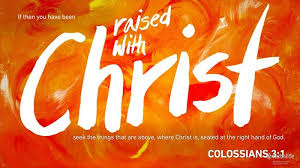 If then you have been
raised
with
Christ
seek the things that are above, where Christ is, seated at the right hand of God.
COLOSSIANS 3:1